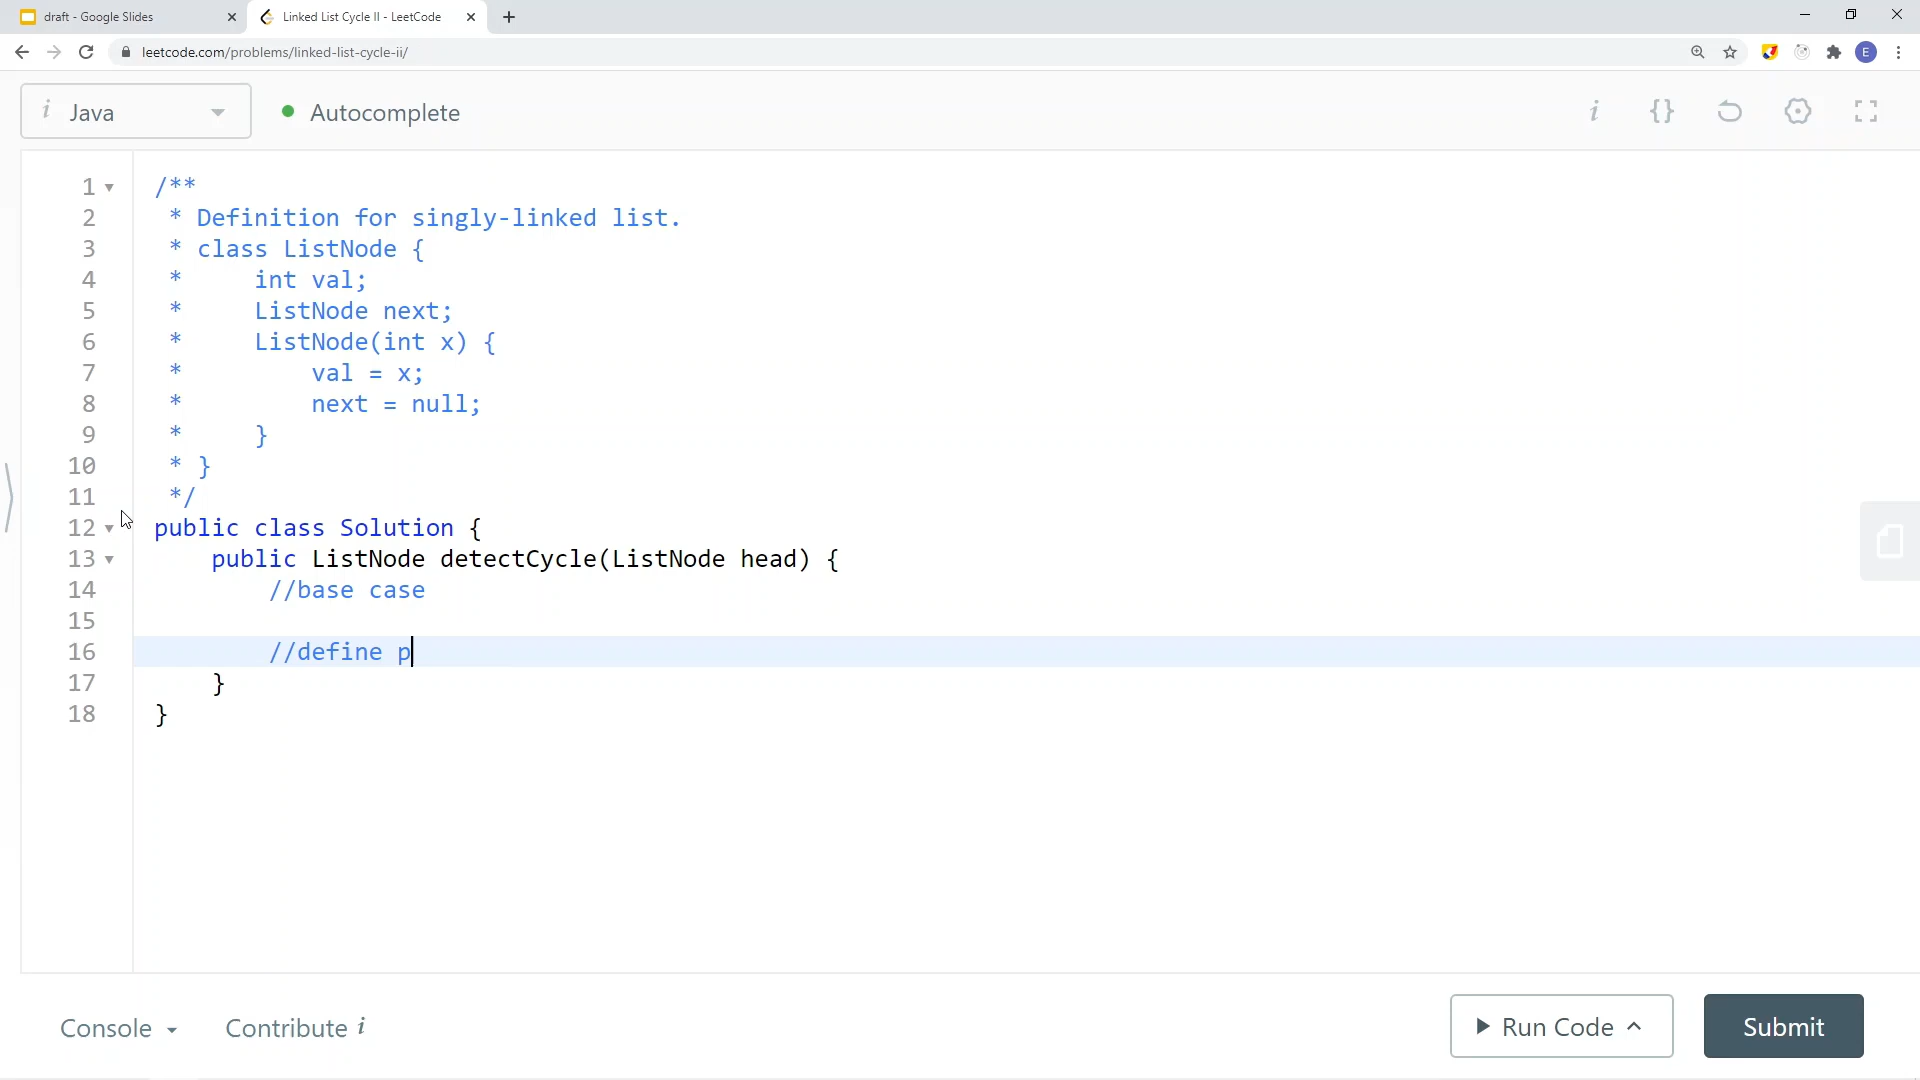 draft - Google Slides
Linked List Cycle II - LeetCode
leetcode.com/problems/linked-list-cycle-ii/
E
i Java
Autocomplete
i {}
1 /**
2  * Definition for singly-linked list.
3  * class ListNode {
4  *     int val;
5  *     ListNode next;
6  *     ListNode(int x) {
7  *         val = x;
8  *         next = null;
9  *     }
10  * }
11  */
12 public class Solution {
13     public ListNode detectCycle(ListNode head) {
14         //base case
15
16         //define p
17     }
18 }
Console
Contribute i
Run Code
Submit